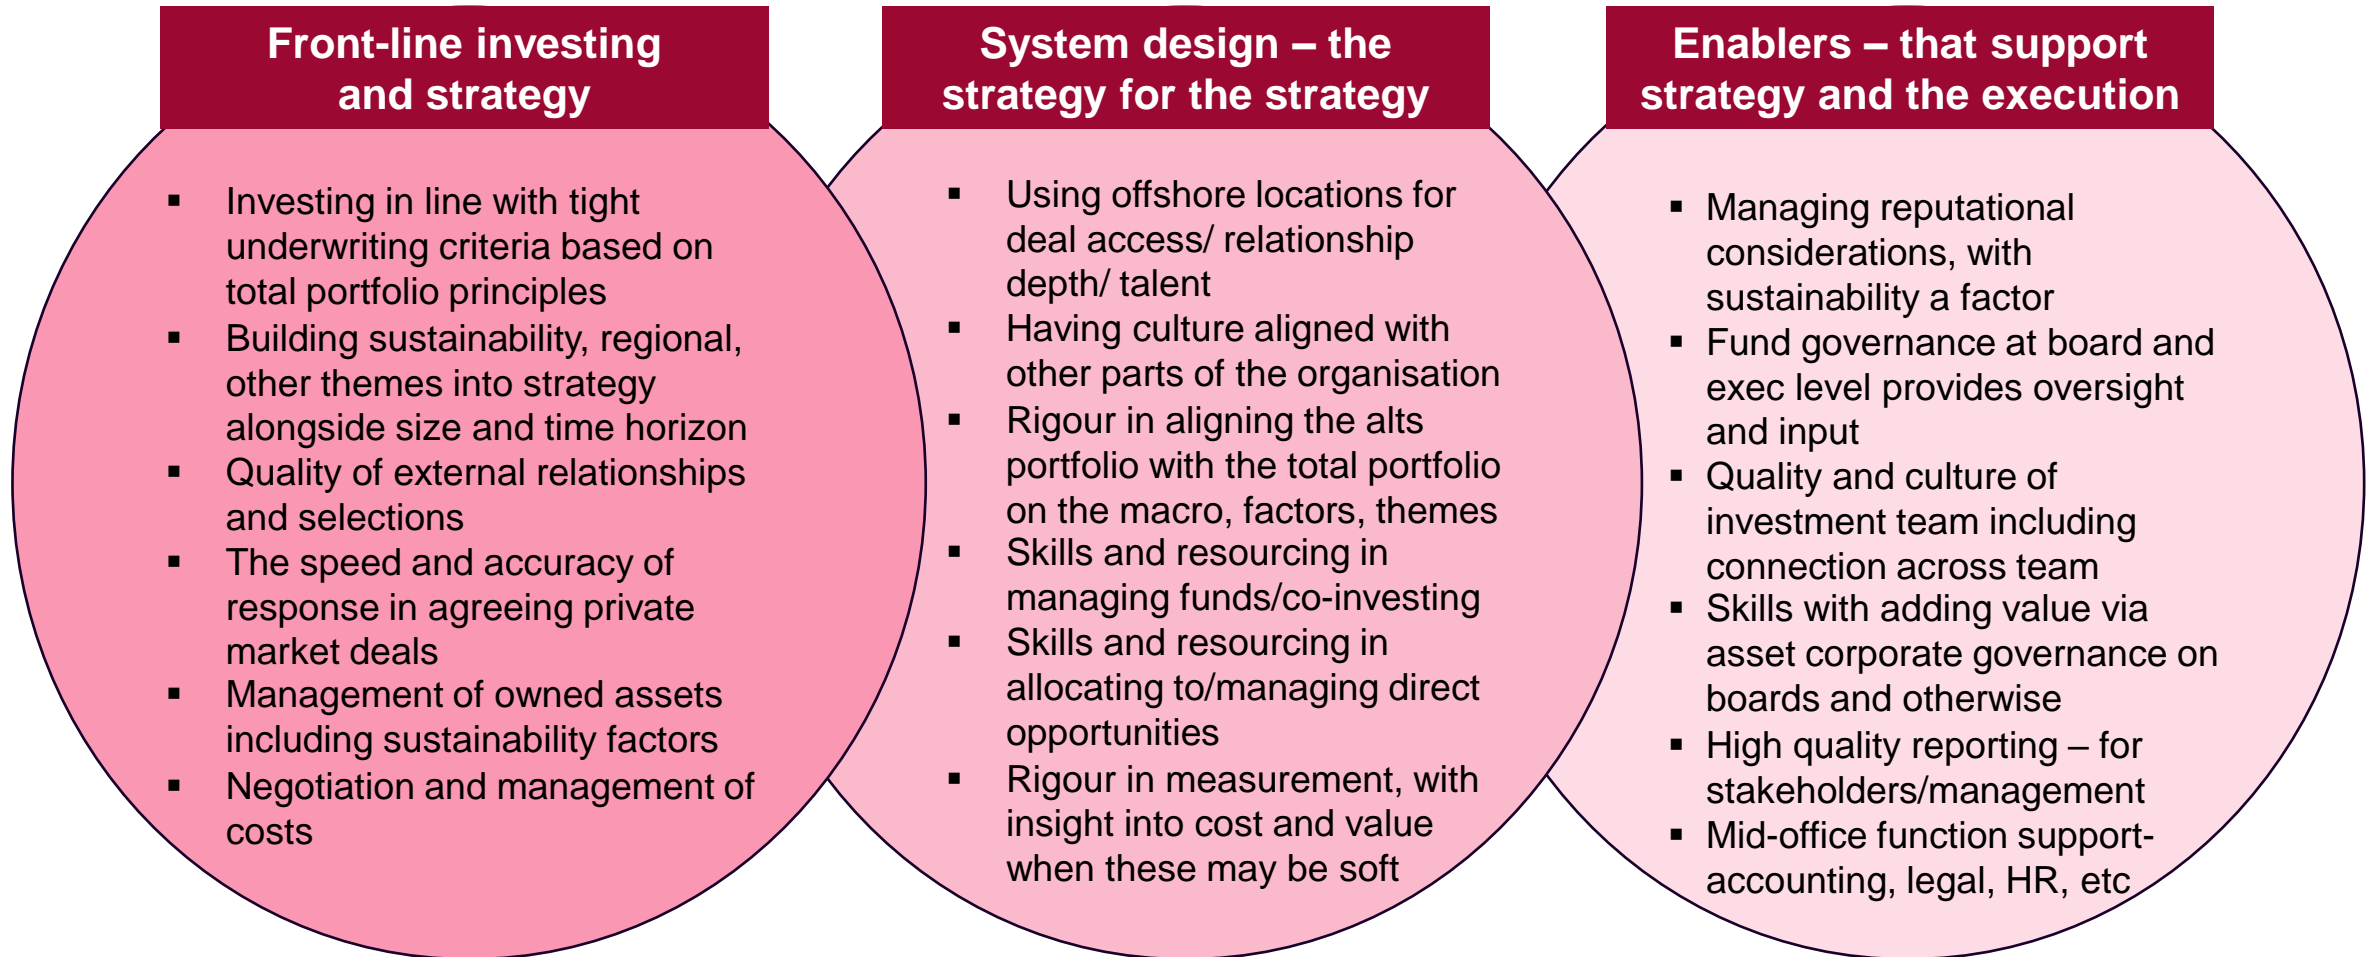 Front-line investing
and strategy
▪ Investing in line with tight
underwriting criteria based on
total portfolio principles
▪ Building sustainability, regional,
other themes into strategy
alongside size and time horizon
▪ Quality of external relationships
and selections
▪ The speed and accuracy of
response in agreeing private
market deals
▪ Management of owned assets
including sustainability factors
▪ Negotiation and management of
costs
System design – the
strategy for the strategy
▪ Using offshore locations for
deal access/ relationship
depth/ talent
▪ Having culture aligned with
other parts of the organisation
▪ Rigour in aligning the alts
portfolio with the total portfolio
on the macro, factors, themes
▪ Skills and resourcing in
managing funds/co-investing
▪ Skills and resourcing in
allocating to/managing direct
opportunities
▪ Rigour in measurement, with
insight into cost and value
when these may be soft
Enablers – that support
strategy and the execution
▪ Managing reputational
considerations, with
sustainability a factor
▪ Fund governance at board and
exec level provides oversight
and input
▪ Quality and culture of
investment team including
connection across team
▪ Skills with adding value via
asset corporate governance on
boards and otherwise
▪ High quality reporting – for
stakeholders/management
▪ Mid-office function support-
accounting, legal, HR, etc